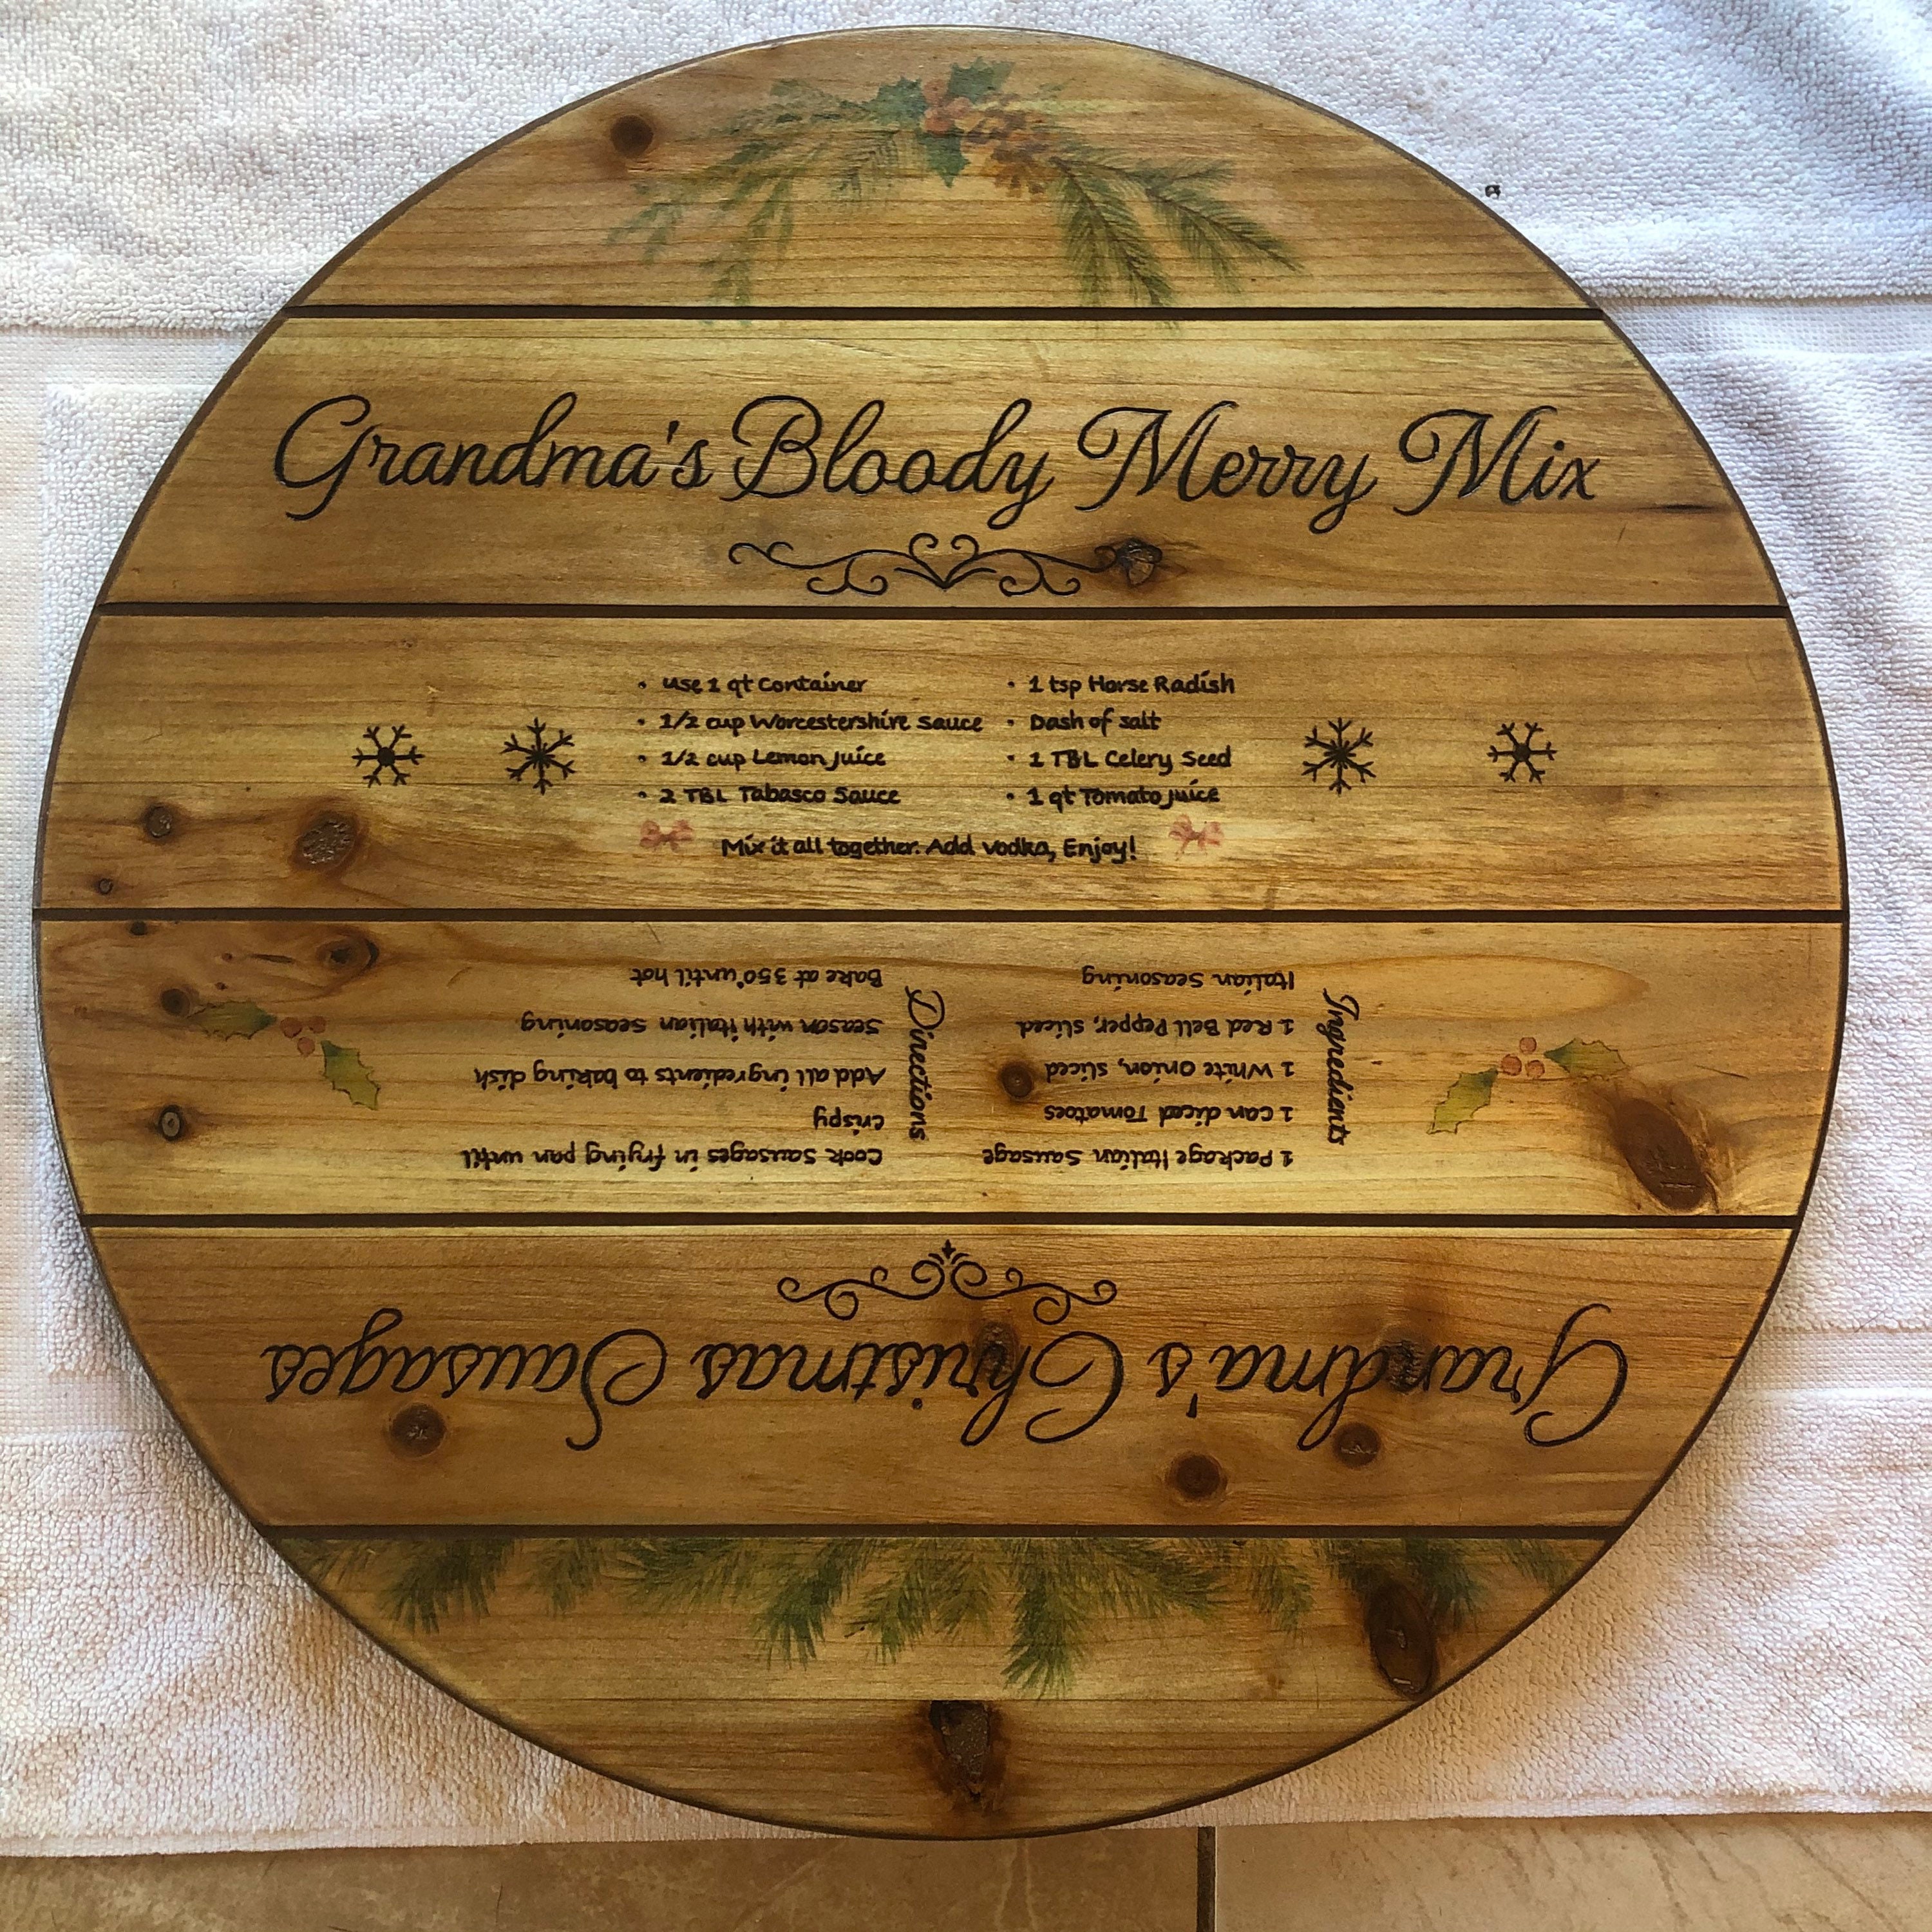 Grandma's Bloody Merry Mix
• Use 1 qt Container
• 1/2 cup Worcestershire Sauce
• 1/2 cup Lemon Juice
• 2 TBL Tabasco Sauce
• 1 tsp Horse Radish
• Dash of salt
• 1 TBL Celery Seed
• 1 qt Tomato Juice
Mix it all together. Add vodka, Enjoy!
Grandma's Christmas Sausages
Ingredients
1 Package Italian Sausage
1 can diced Tomatoes
1 White onion, sliced
1 Red Bell Pepper, sliced
Italian Seasoning
Directions
Cook Sausages in frying pan until
crispy
Add all ingredients to baking dish
Season with Italian Seasoning
Bake at 350° until hot